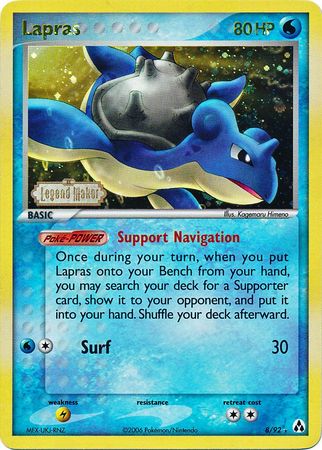 Lapras
80 HP
Legend Maker
BASIC
Illus. Kagemaru Himeno
Poké-POWER Support Navigation
Once during your turn, when you put
Lapras onto your Bench from your hand,
you may search your deck for a Supporter
card, show it to your opponent, and put it
into your hand. Shuffle your deck afterward.
Surf 30
weakness resistance retreat cost
MFX-UKJ-RNZ
©2006 Pokémon/Nintendo
8/92